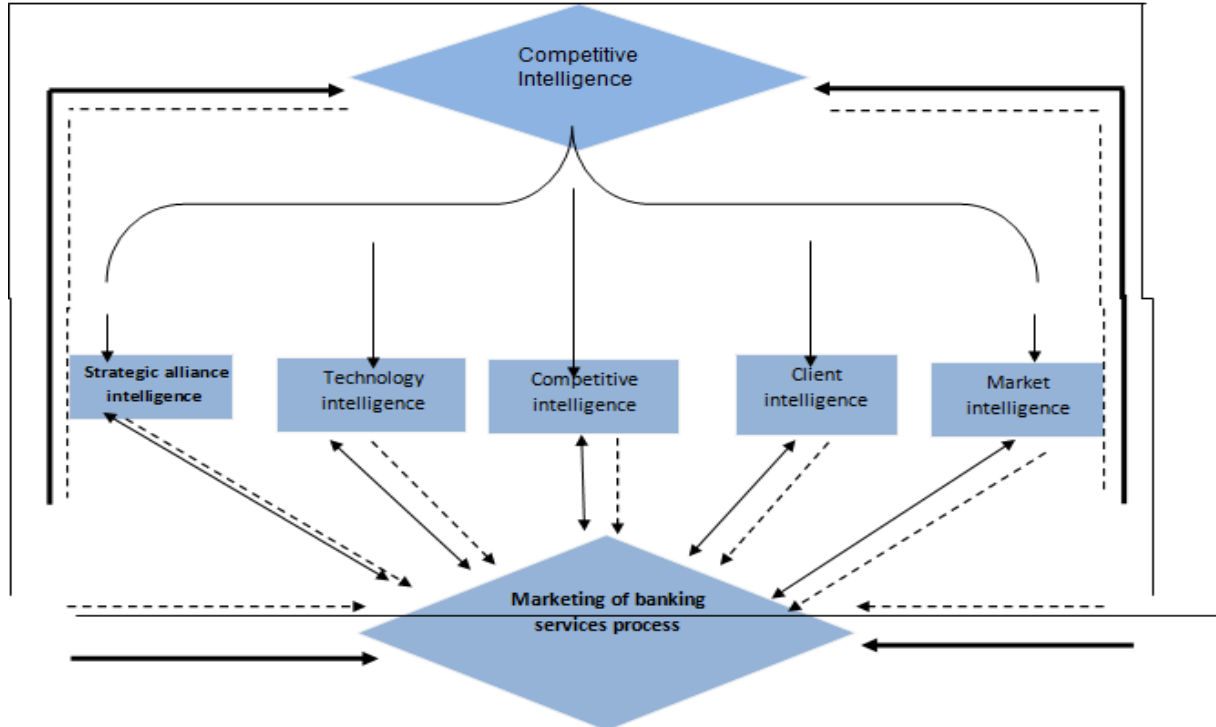 Competitive
Intelligence
Strategic alliance
intelligence
Technology
intelligence
Competitive
intelligence
Client
intelligence
Market
intelligence
Marketing of banking
services process